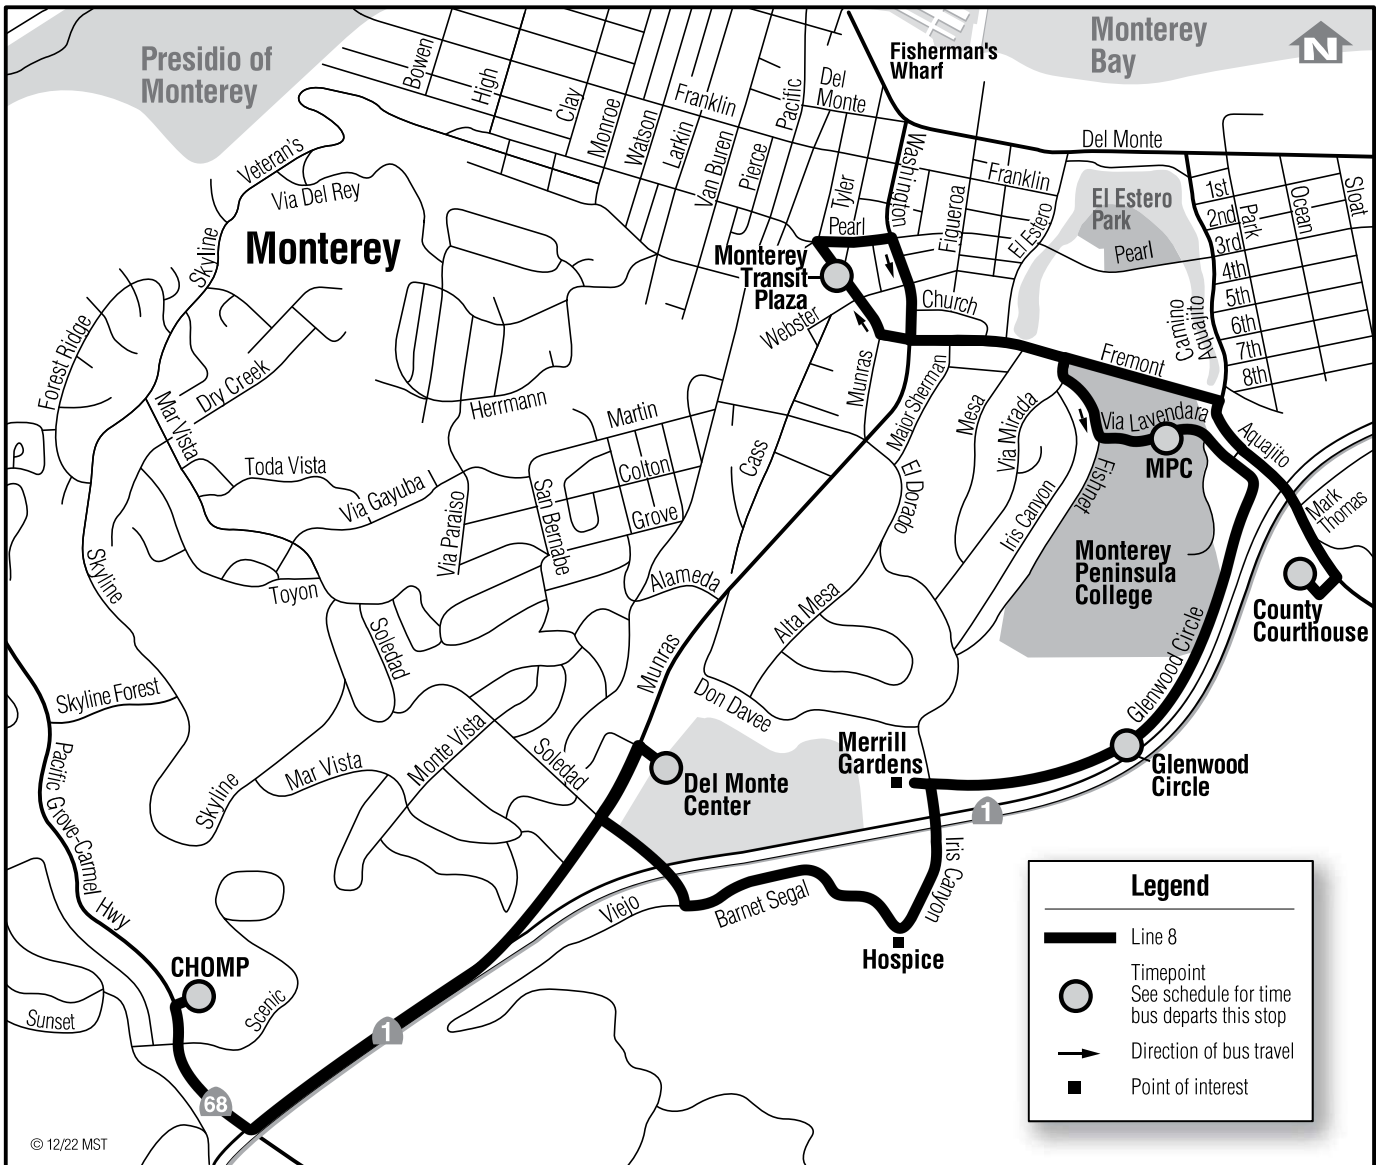 Presidio of
Monterey
Monterey
Bay
N
Fisherman's
Wharf
Bowen
High
Clay
Monroe
Watson
Franklin
Larkin
Van Buren
Pierce
Pacific
Del
Monte
Tyler
Washington
Del Monte
Franklin
Figueroa
El Estero
El Estero
Park
Pearl
1st
2nd
3rd
4th
5th
6th
7th
8th
Park
Ocean
Sloat
Camino
Aguajito
Veteran's
Via Del Rey
Skyline
Monterey
Pearl
Monterey
Transit
Plaza
Webster
Church
Munras
Major Sherman
Mesa
Via Mirada
Fremont
Via Lavendara
MPC
Aguajito
Mark
Thomas
Forest Ridge
Dry Creek
Mar Vista
Herrmann
Martin
Colton
Grove
Cass
Toda Vista
Via Gayuba
Via Paraiso
San Bernabe
El Dorado
Iris Canyon
Fishnet
Monterey
Peninsula
College
County
Courthouse
Skyline
Toyon
Alameda
Alta Mesa
Soledad
Munras
Glenwood Circle
Skyline Forest
Don Davee
Pacific Grove-Carmel Hwy
Mar Vista
Monte Vista
Soledad
Skyline
Del Monte
Center
Merrill
Gardens
Glenwood
Circle
1
Iris Canyon
Viejo
Barnet Segal
Hospice
CHOMP
Scenic
Sunset
1
68
Legend
Line 8
Timepoint
See schedule for time
bus departs this stop
Direction of bus travel
Point of interest
© 12/22 MST